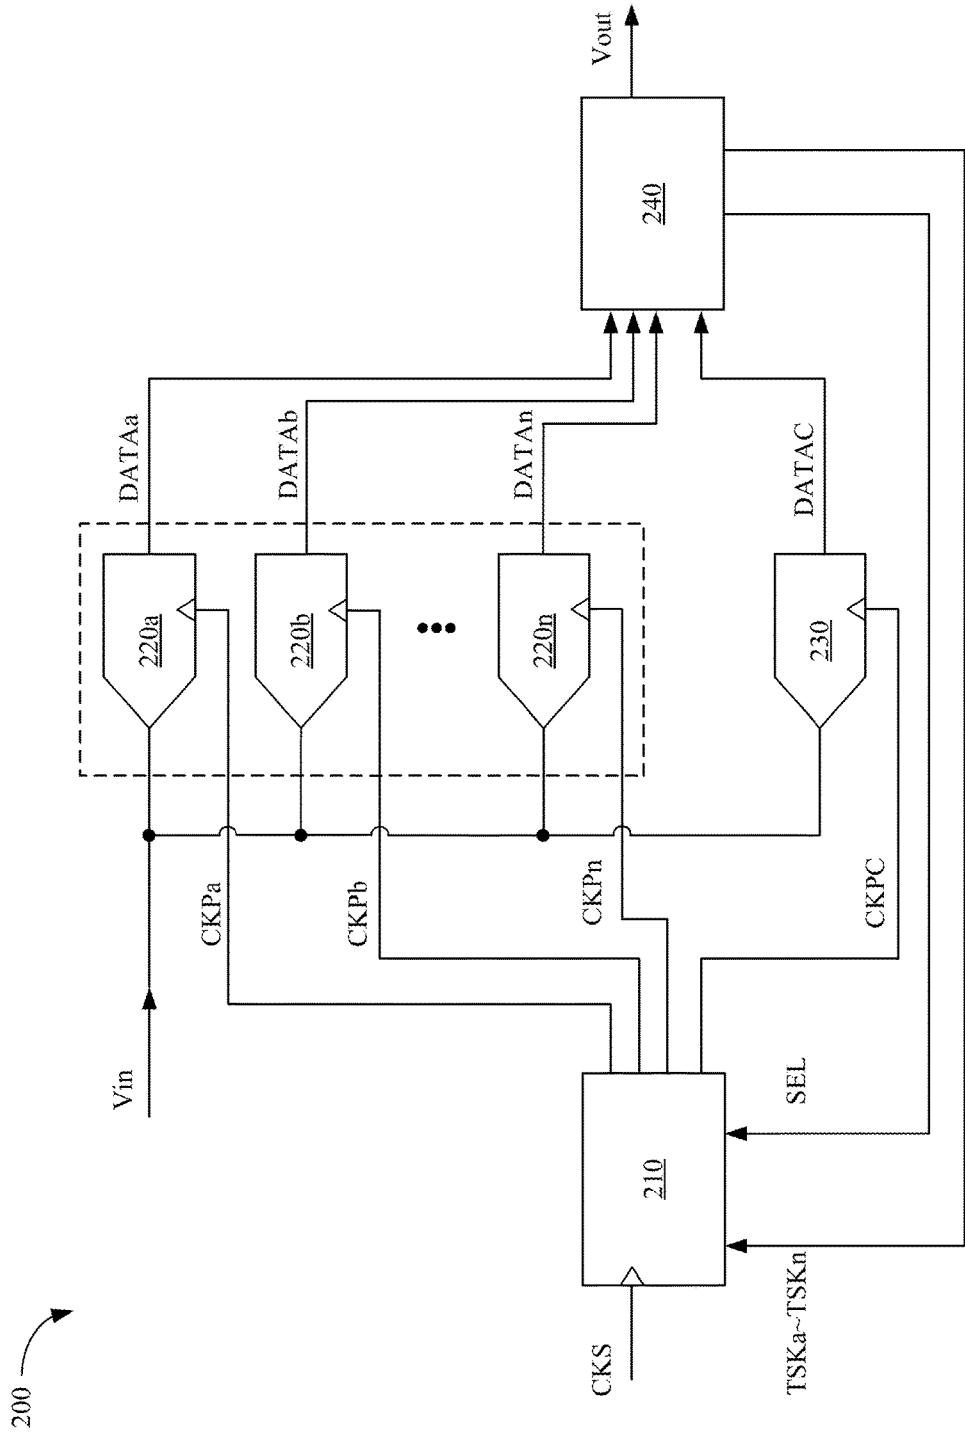 200
Vin
CKPa
220a
DATAa
CKPb
220b
DATAb
CKPn
220n
DATAn
CKPC
230
DATAC
CKS
210
240
Vout
SEL
TSKa~TSKn